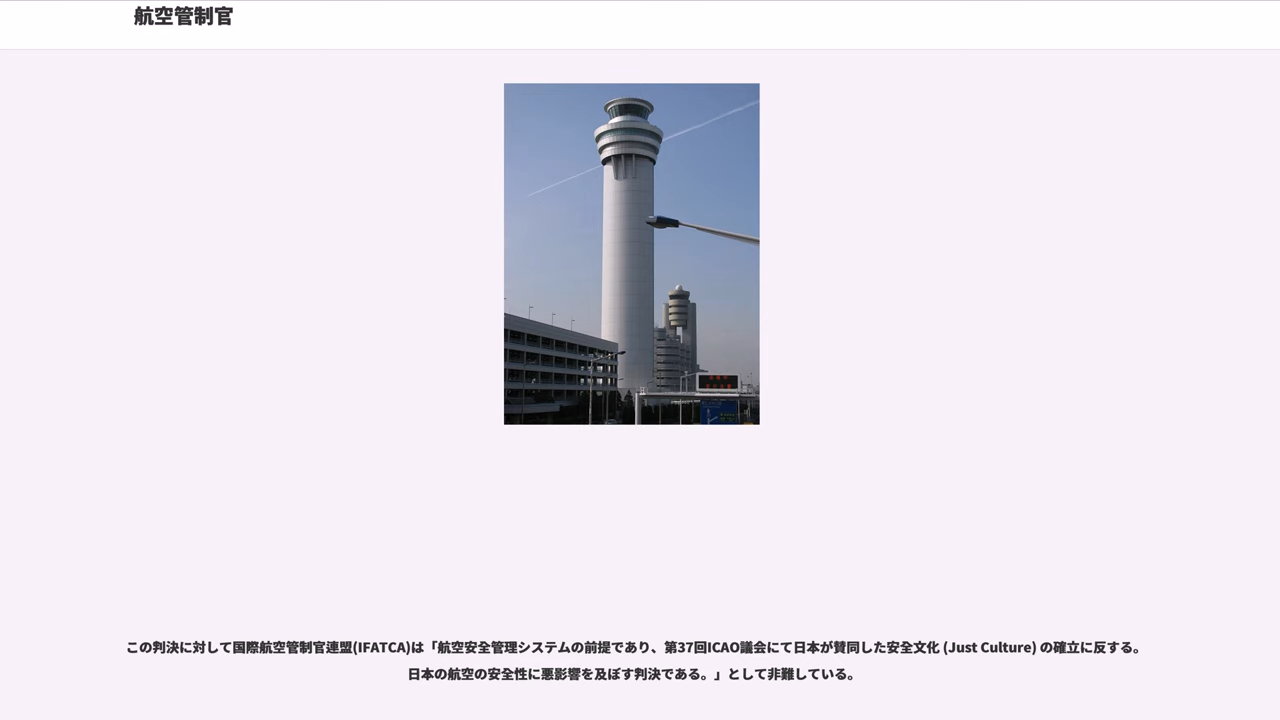 航空管制官
この判決に対して国際航空管制官連盟(IFATCA)は「航空安全管理システムの前提であり、第37回ICAO議会にて日本が賛同した安全文化 (Just Culture) の確立に反する。
日本の航空の安全性に悪影響を及ぼす判決である。」として非難している。